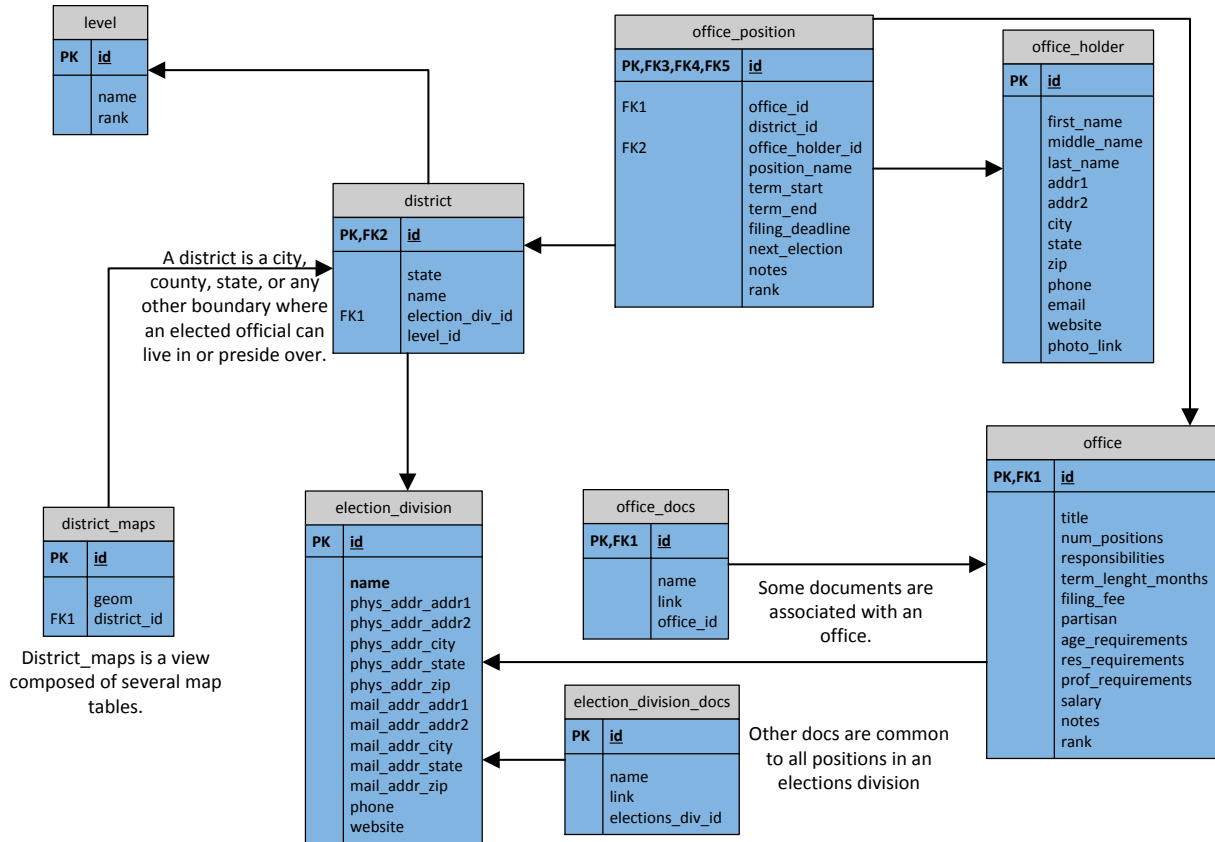 level
PK id
name
rank
office_position
PK,FK3,FK4,FK5 id
FK1 office_id
district_id
FK2 office_holder_id
position_name
term_start
term_end
filing_deadline
next_election
notes
rank
office_holder
PK id
first_name
middle_name
last_name
addr1
addr2
city
state
zip
phone
email
website
photo_link
district
PK,FK2 id
state
name
FK1 election_div_id
level_id
A district is a city,
county, state, or any
other boundary where
an elected official can
live in or preside over.
district_maps
PK id
geom
FK1 district_id
District_maps is a view
composed of several map
tables.
election_division
PK id
name
phys_addr_addr1
phys_addr_addr2
phys_addr_city
phys_addr_state
phys_addr_zip
mail_addr_addr1
mail_addr_addr2
mail_addr_city
mail_addr_state
mail_addr_zip
phone
website
office_docs
PK,FK1 id
name
link
office_id
Some documents are
associated with an
office.
election_division_docs
PK id
name
link
elections_div_id
Other docs are common
to all positions in an
elections division
office
PK,FK1 id
title
num_positions
responsibilities
term_lenght_months
filing_fee
partisan
age_requirements
res_requirements
prof_requirements
salary
notes
rank